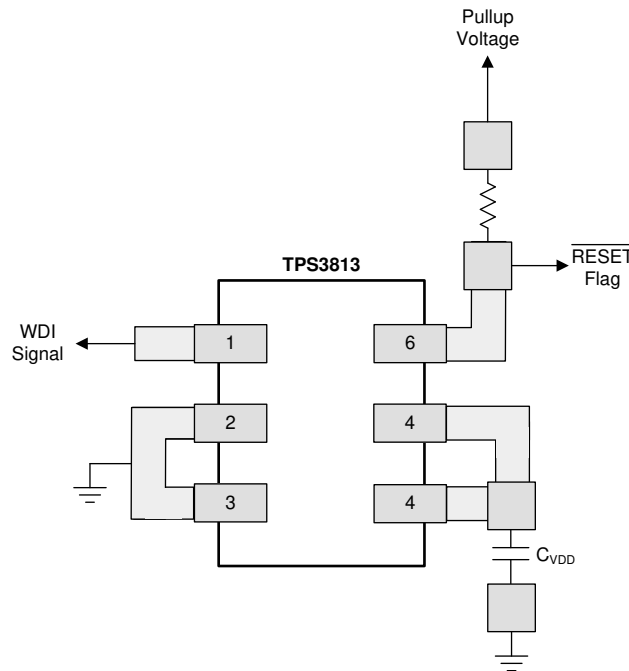 Pullup
Voltage
TPS3813
RESET
Flag
WDI
Signal
1
6
2
4
3
4
CVDD